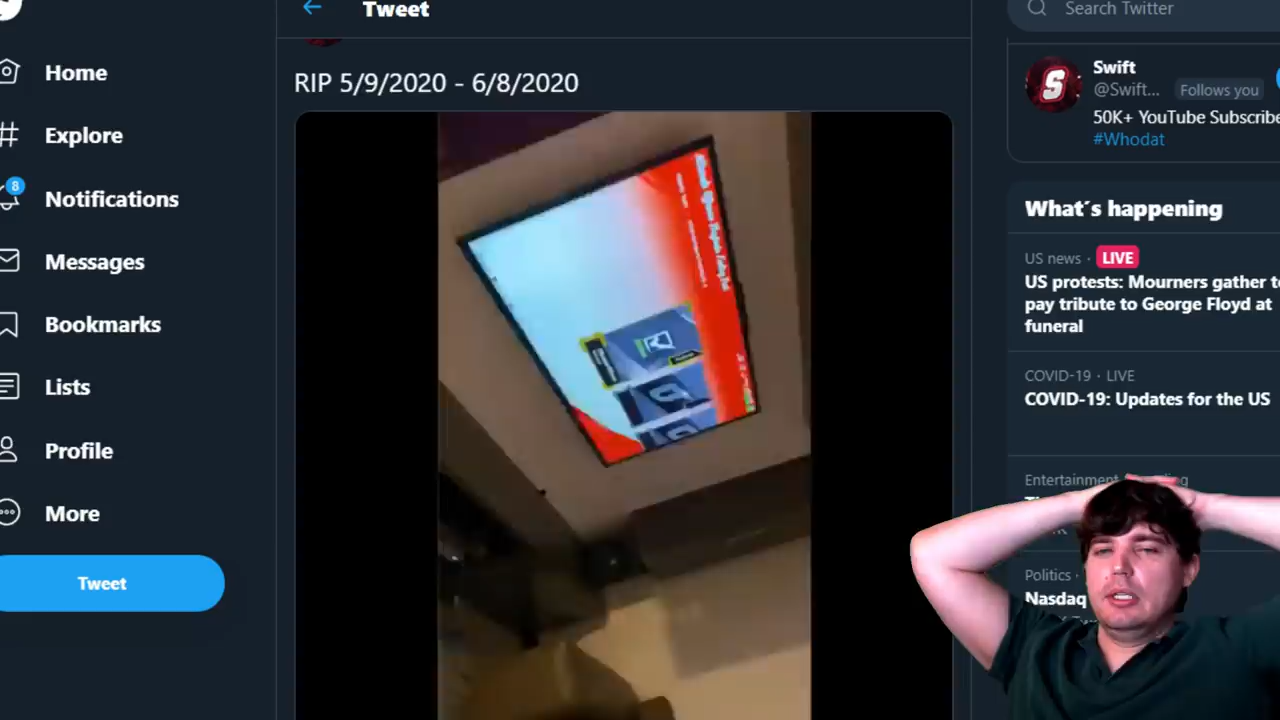 Tweet
Search Twitter
Home
Explore
8
Notifications
Messages
Bookmarks
Lists
Profile
More
Tweet
RIP 5/9/2020 - 6/8/2020
S
Swift
@Swift...
Follows you
50K+ YouTube Subscribe
#Whodat
What's happening
US news · LIVE
US protests: Mourners gather t
pay tribute to George Floyd at
funeral
COVID-19 · LIVE
COVID-19: Updates for the US
Entertainment
Politics ·
Nasdaq